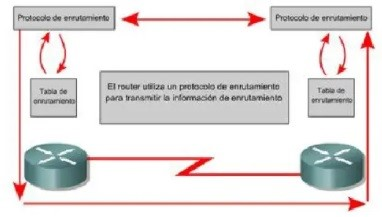 Protocolo de enrutamiento
Protocolo de enrutamiento
Tabla de
enrutamiento
El router utiliza un protocolo de enrutamiento
para transmitir la información de enrutamiento
Tabla de
enrutamiento